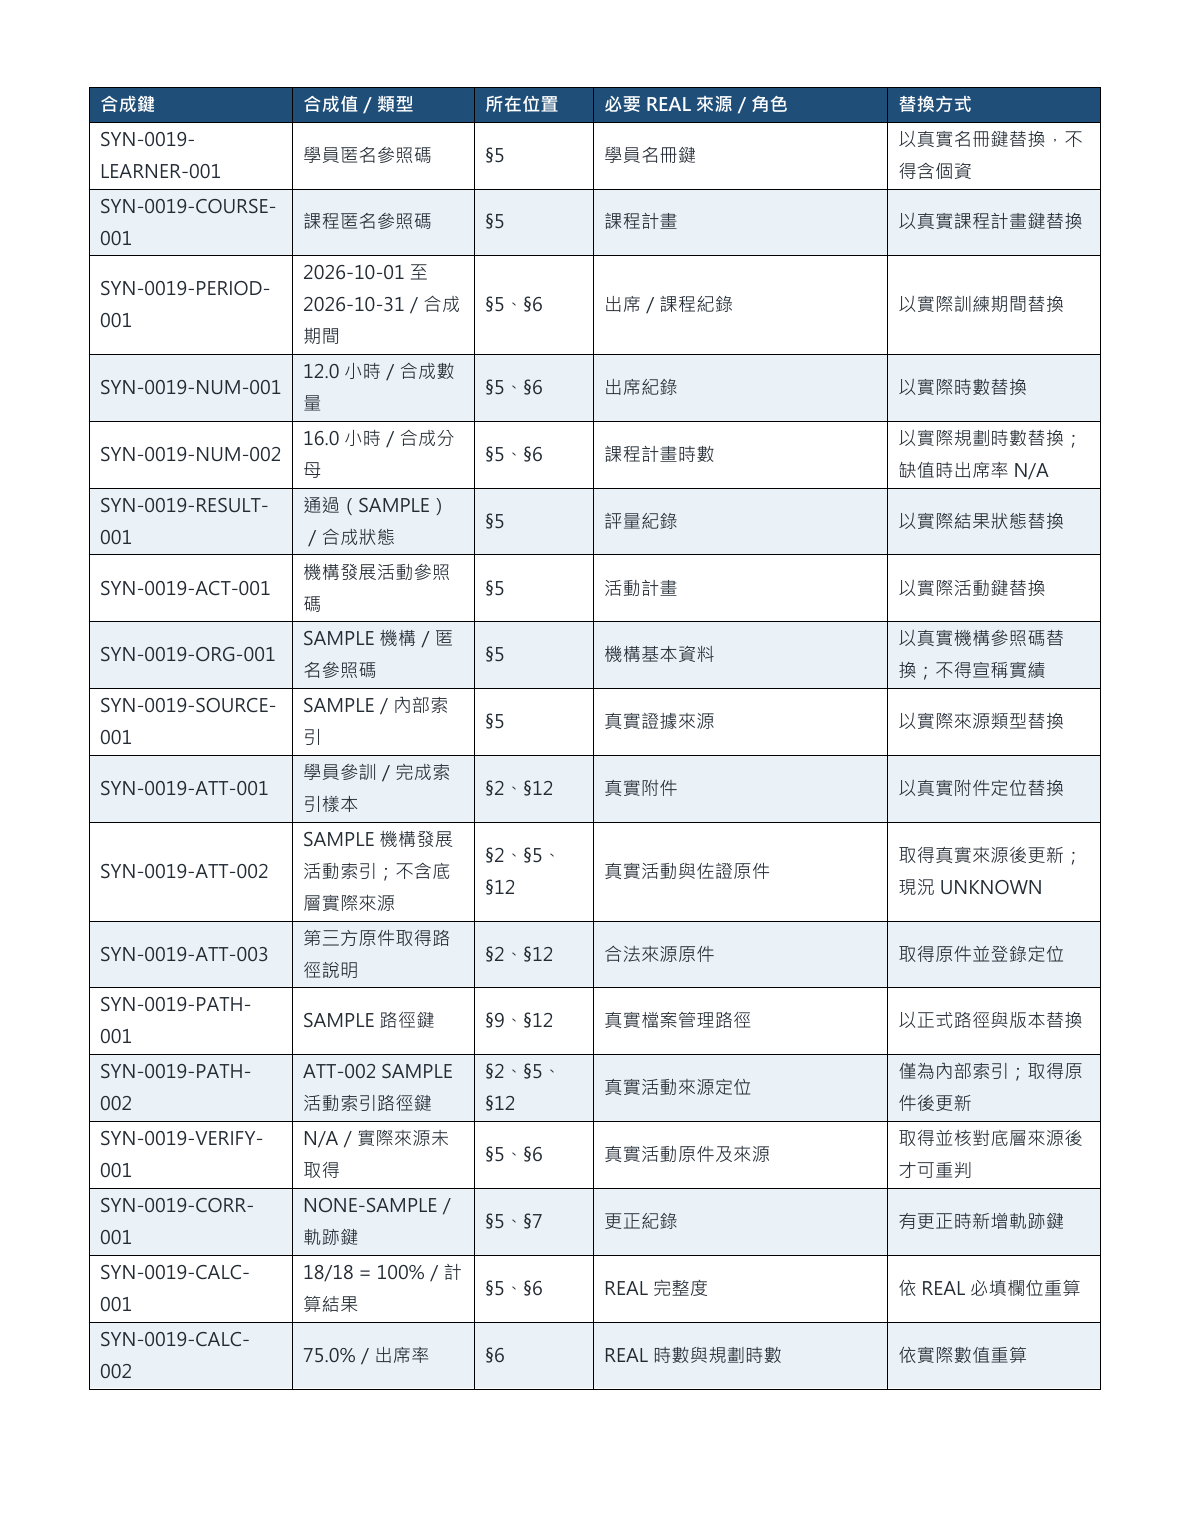 合成鍵
合成值 / 類型
所在位置
必要 REAL 來源 / 角色
替換方式
SYN-0019-
LEARNER-001
學員匿名參照碼
§5
學員名冊鍵
以真實名冊鍵替換，不
得含個資
SYN-0019-COURSE-
001
課程匿名參照碼
§5
課程計畫
以真實課程計畫鍵替換
SYN-0019-PERIOD-
001
2026-10-01 至
2026-10-31 / 合成
期間
§5、§6
出席 / 課程紀錄
以實際訓練期間替換
SYN-0019-NUM-001
12.0 小時 / 合成數
量
§5、§6
出席紀錄
以實際時數替換
SYN-0019-NUM-002
16.0 小時 / 合成分
母
§5、§6
課程計畫時數
以實際規劃時數替換；
缺值時出席率 N/A
SYN-0019-RESULT-
001
通過（SAMPLE）
/ 合成狀態
§5
評量紀錄
以實際結果狀態替換
SYN-0019-ACT-001
機構發展活動參照
碼
§5
活動計畫
以實際活動鍵替換
SYN-0019-ORG-001
SAMPLE 機構 / 匿
名參照碼
§5
機構基本資料
以真實機構參照碼替
換；不得宣稱實績
SYN-0019-SOURCE-
001
SAMPLE / 內部索
引
§5
真實證據來源
以實際來源類型替換
SYN-0019-ATT-001
學員參訓 / 完成索
引樣本
§2、§12
真實附件
以真實附件定位替換
SYN-0019-ATT-002
SAMPLE 機構發展
活動索引；不含底
層實際來源
§2、§5、
§12
真實活動與佐證原件
取得真實來源後更新；
現況 UNKNOWN
SYN-0019-ATT-003
第三方原件取得路
徑說明
§2、§12
合法來源原件
取得原件並登錄定位
SYN-0019-PATH-
001
SAMPLE 路徑鍵
§9、§12
真實檔案管理路徑
以正式路徑與版本替換
SYN-0019-PATH-
002
ATT-002 SAMPLE
活動索引路徑鍵
§2、§5、
§12
真實活動來源定位
僅為內部索引；取得原
件後更新
SYN-0019-VERIFY-
001
N/A / 實際來源未
取得
§5、§6
真實活動原件及來源
取得並核對底層來源後
才可重判
SYN-0019-CORR-
001
NONE-SAMPLE /
軌跡鍵
§5、§7
更正紀錄
有更正時新增軌跡鍵
SYN-0019-CALC-
001
18/18 = 100% / 計
算結果
§5、§6
REAL 完整度
依 REAL 必填欄位重算
SYN-0019-CALC-
002
75.0% / 出席率
§6
REAL 時數與規劃時數
依實際數值重算